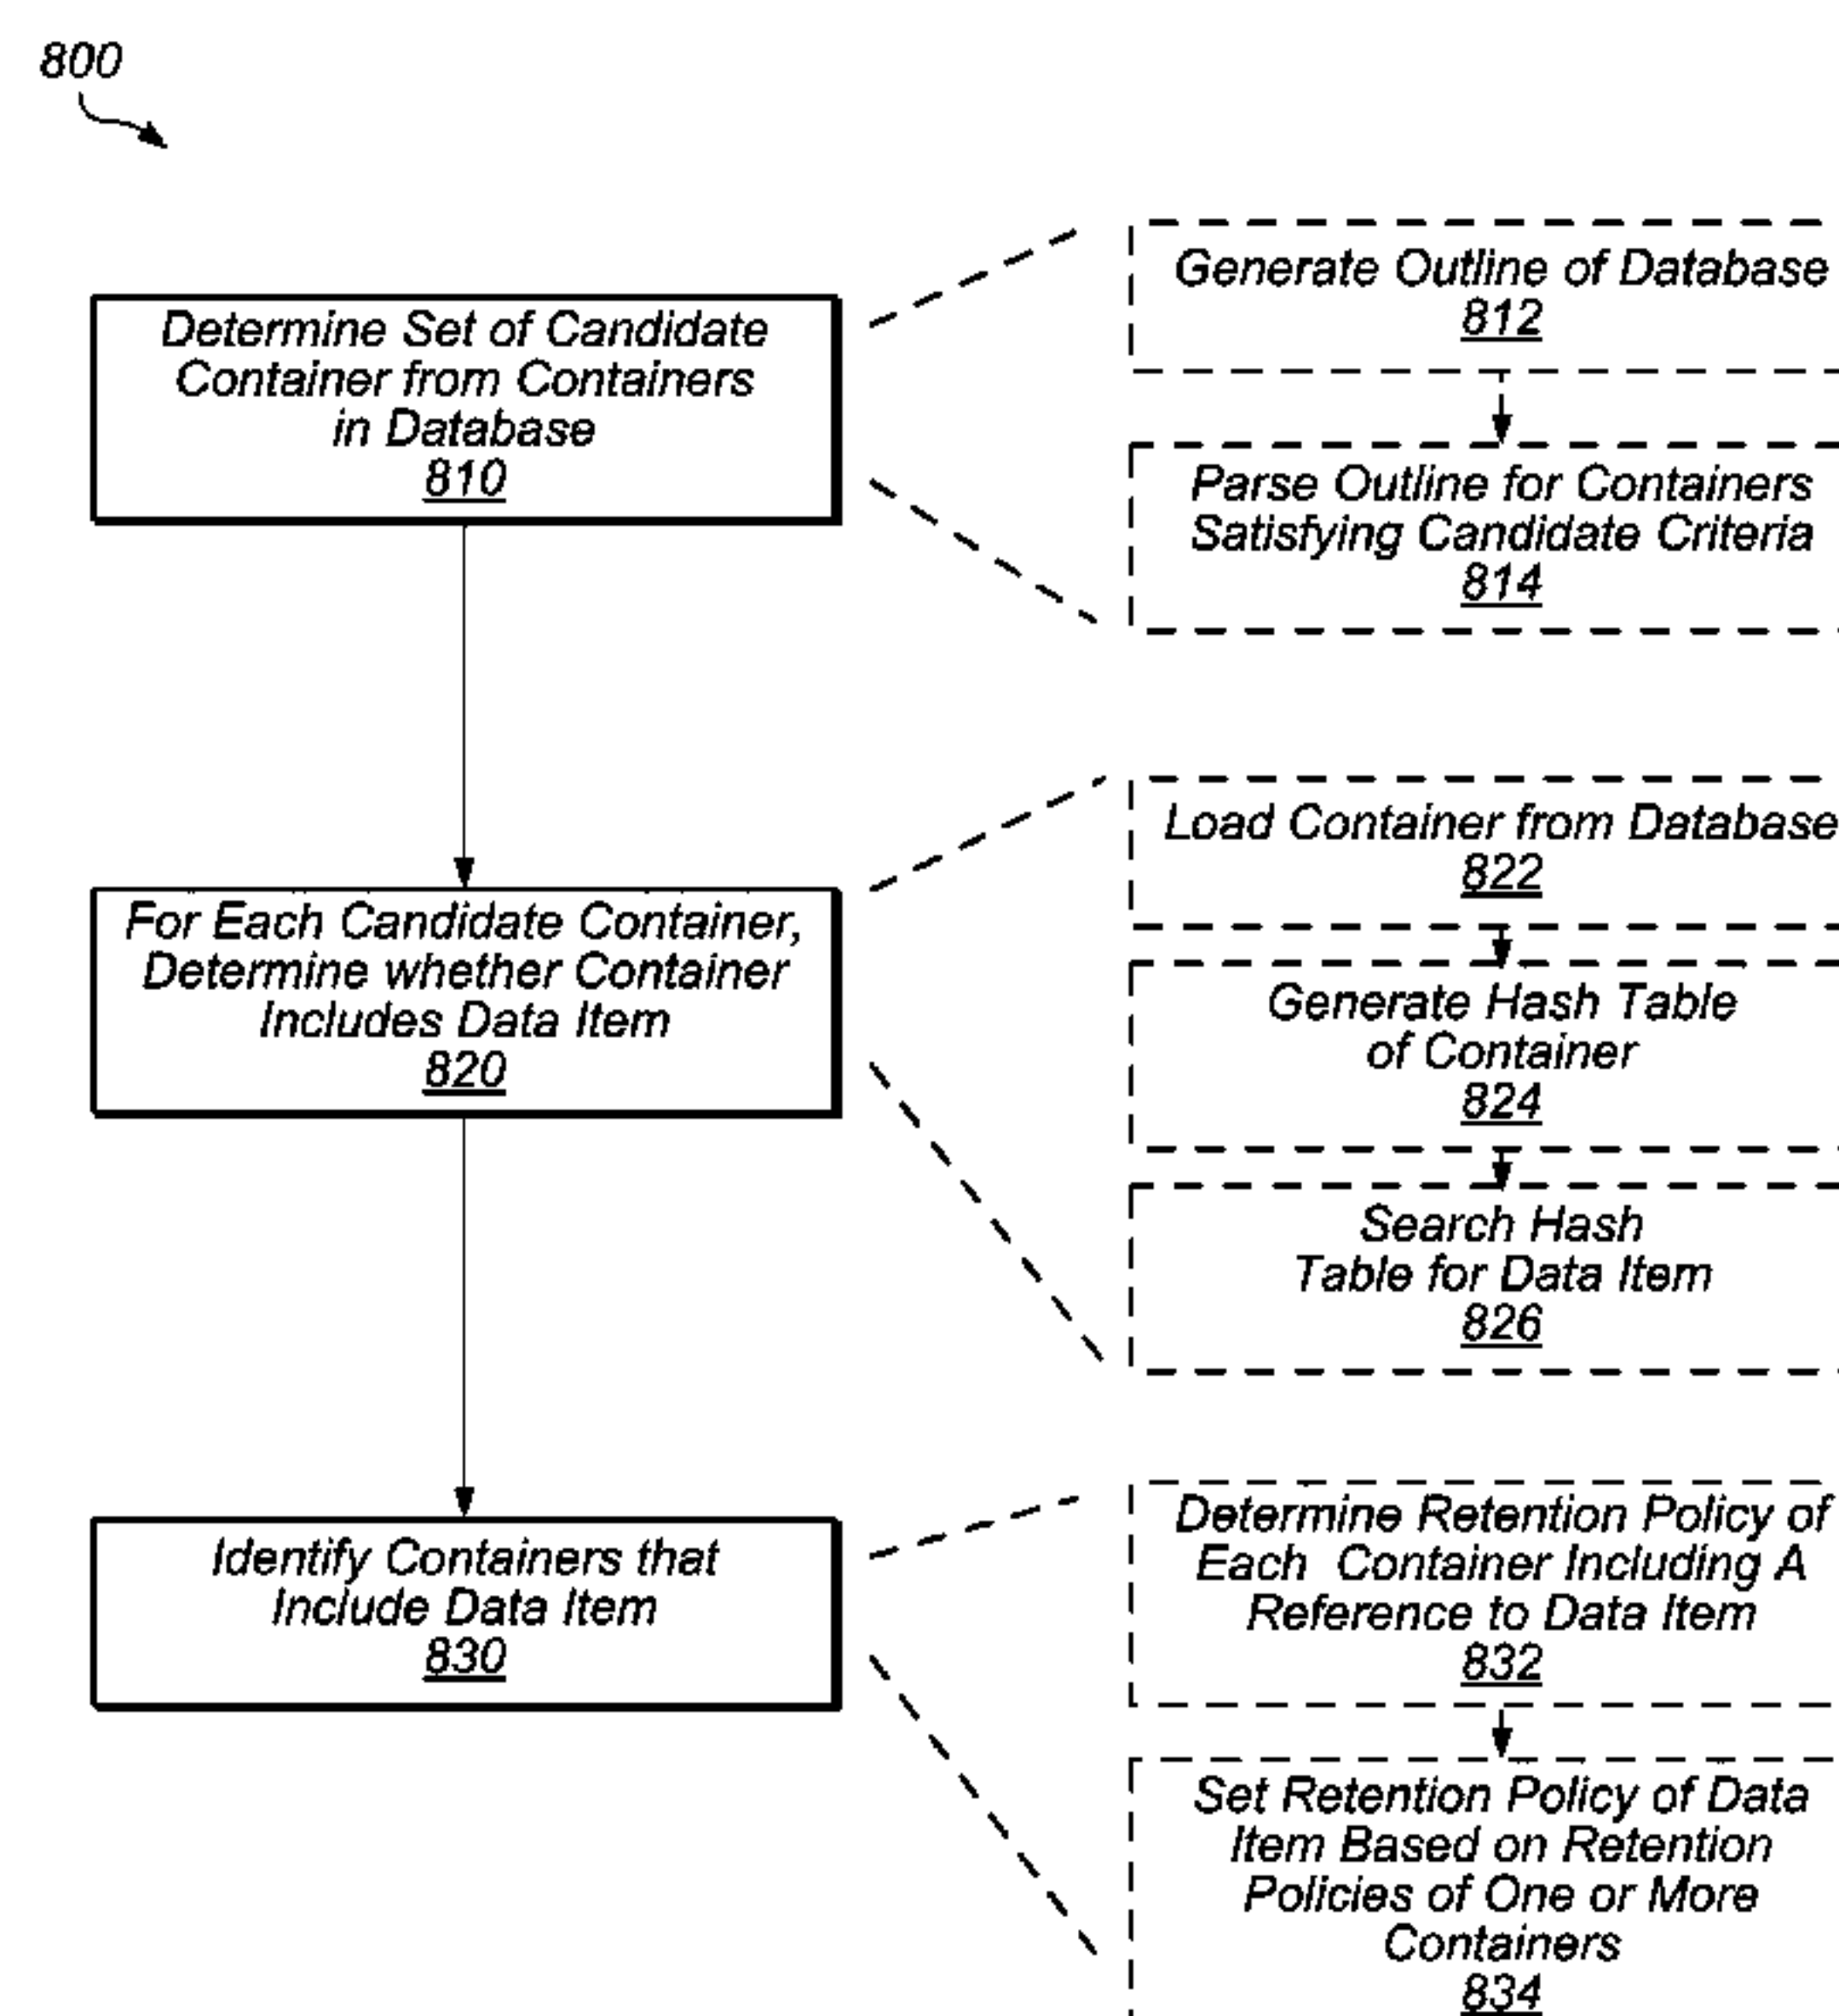 800
Determine Set of Candidate
Container from Containers
in Database
810
Generate Outline of Database
812
Parse Outline for Containers
Satisfying Candidate Criteria
814
For Each Candidate Container,
Determine whether Container
Includes Data Item
820
Load Container from Database
822
Generate Hash Table
of Container
824
Search Hash
Table for Data Item
826
Identify Containers that
Include Data Item
830
Determine Retention Policy of
Each Container Including A
Reference to Data Item
832
Set Retention Policy of Data
Item Based on Retention
Policies of One or More
Containers
834